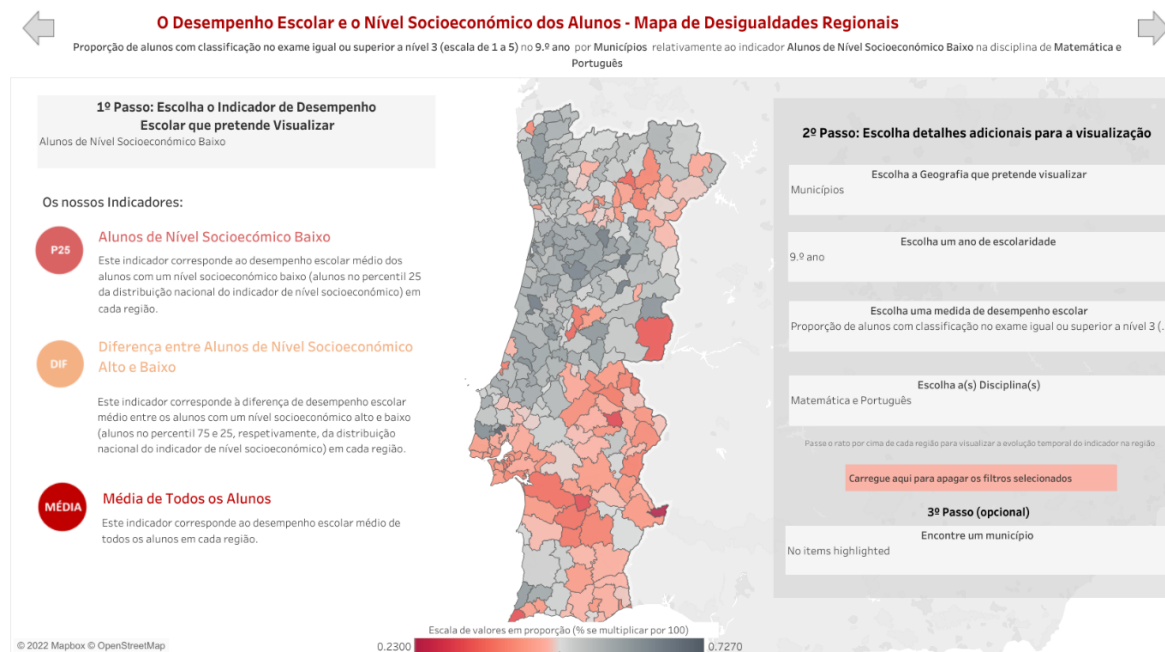 O Desempenho Escolar e o Nível Socioeconómico dos Alunos - Mapa de Desigualdades Regionais
Proporção de alunos com classificação no exame igual ou superior a nível 3 (escala de 1 a 5) no 9.º ano por Municípios relativamente ao indicador Alunos de Nível Socioeconómico Baixo na disciplina de Matemática e
Português
1º Passo: Escolha o Indicador de Desempenho
Escolar que pretende Visualizar
Alunos de Nível Socioeconómico Baixo
Os nossos Indicadores:
P25
Alunos de Nível Socioecómico Baixo
Este indicador corresponde ao desempenho escolar médio dos
alunos com um nível socioeconómico baixo (alunos no percentil 25
da distribuição nacional do indicador de nível socioeconómico) em
cada região.
DIF
Diferença entre Alunos de Nível Socioeconómico
Alto e Baixo
Este indicador corresponde à diferença de desempenho escolar
médio entre os alunos com um nível socioeconómico alto e baixo
(alunos no percentil 75 e 25, respetivamente, da distribuição
nacional do indicador de nível socioeconómico) em cada região.
MÉDIA
Média de Todos os Alunos
Este indicador corresponde ao desempenho escolar médio de
todos os alunos em cada região.
2º Passo: Escolha detalhes adicionais para a visualização
Escolha a Geografia que pretende visualizar
Municípios
Escolha um ano de escolaridade
9.º ano
Escolha uma medida de desempenho escolar
Proporção de alunos com classificação no exame igual ou superior a nível 3 (..
Escolha a(s) Disciplina(s)
Matemática e Português
Passe o rato por cima de cada região para visualizar a evolução temporal do indicador na região
Carregue aqui para apagar os filtros selecionados
3º Passo (opcional)
Encontre um município
No items highlighted
Escala de valores em proporção (% se multiplicar por 100)
0.2300
0.7270
© 2022 Mapbox © OpenStreetMap